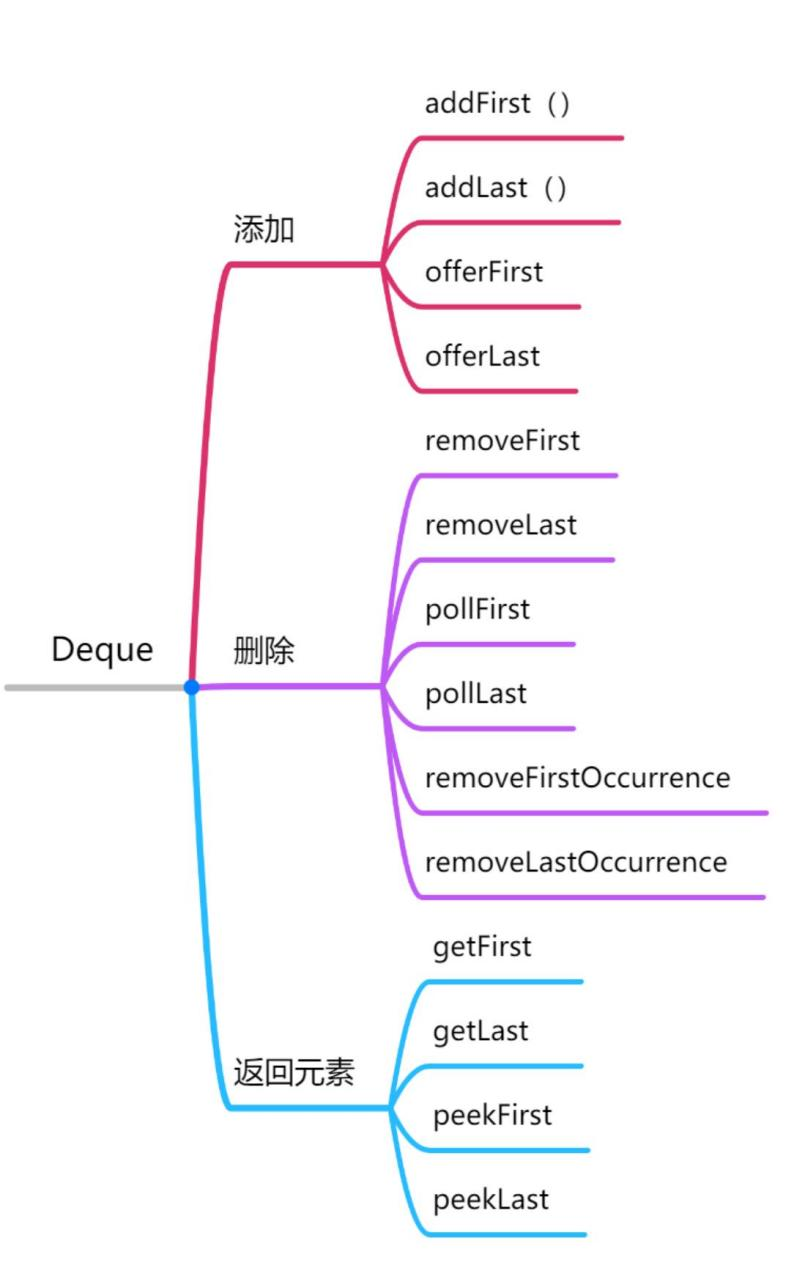 Deque
添加
addFirst（）
addLast（）
offerFirst
offerLast
删除
removeFirst
removeLast
pollFirst
pollLast
removeFirstOccurrence
removeLastOccurrence
返回元素
getFirst
getLast
peekFirst
peekLast